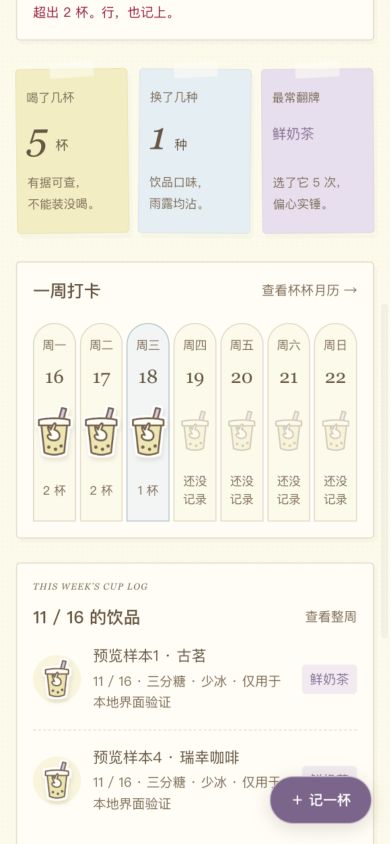 超出 2 杯。行，也记上。
喝了几杯
5 杯
有据可查，
不能装没喝。
换了几种
1 种
饮品口味，
雨露均沾。
最常翻牌
鲜奶茶
选了它 5 次，
偏心实锤。
一周打卡
查看杯杯月历 →
周一 周二 周三 周四 周五 周六 周日
16 17 18 19 20 21 22
2 杯 2 杯 1 杯 还没 还没 还没 还没
记录 记录 记录 记录
THIS WEEK'S CUP LOG
11 / 16 的饮品
查看整周
预览样本1 · 古茗
11 / 16 · 三分糖 · 少冰 · 仅用于
本地界面验证
鲜奶茶
预览样本4 · 瑞幸咖啡
11 / 16 · 三分糖 · 少冰 · 仅用于
本地界面验证
+ 记一杯